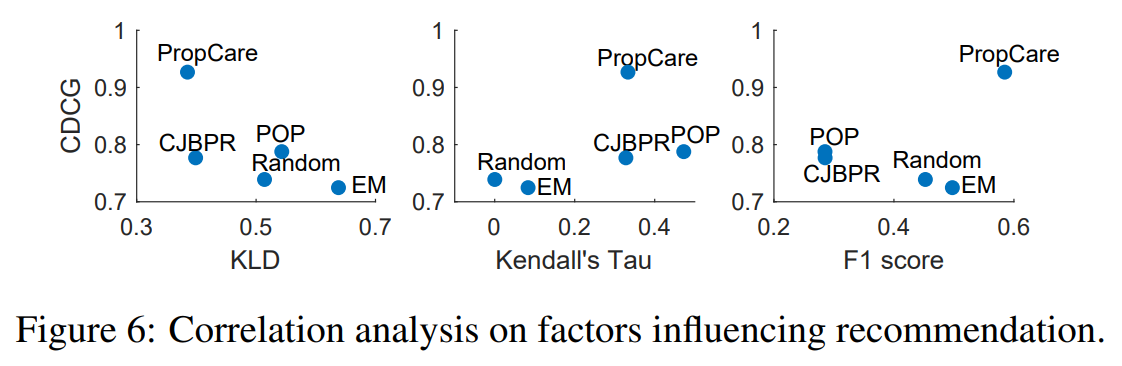 CDCG
1
0.9
0.8
0.7
0.3
0.5
0.7
KLD
PropCare
CJBPR
POP
Random
EM
1
0.9
0.8
0.7
0
0.2
0.4
Kendall's Tau
PropCare
CJBPR
POP
Random
EM
1
0.9
0.8
0.7
0.2
0.4
0.6
F1 score
PropCare
POP
CJBPR
Random
EM
Figure 6: Correlation analysis on factors influencing recommendation.